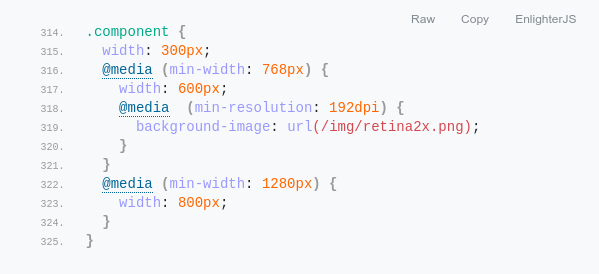 Raw Copy EnlighterJS
314. .component {
315. width: 300px;
316. @media (min-width: 768px) {
317. width: 600px;
318. @media  (min-resolution: 192dpi) {
319. background-image: url(/img/retina2x.png);
320. }
321. }
322. @media (min-width: 1280px) {
323. width: 800px;
324. }
325. }